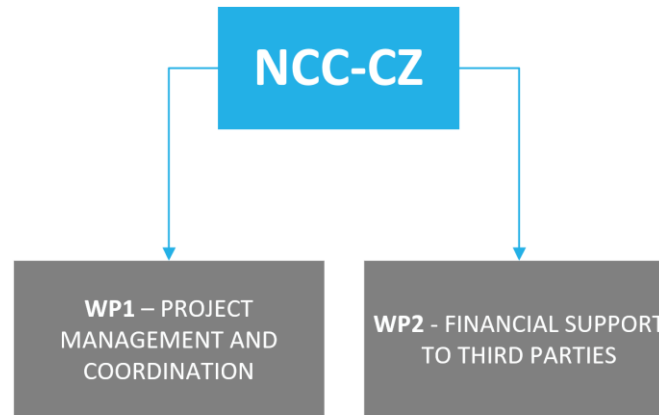 NCC-CZ
WP1 – PROJECT
MANAGEMENT AND
COORDINATION
WP2 - FINANCIAL SUPPORT
TO THIRD PARTIES